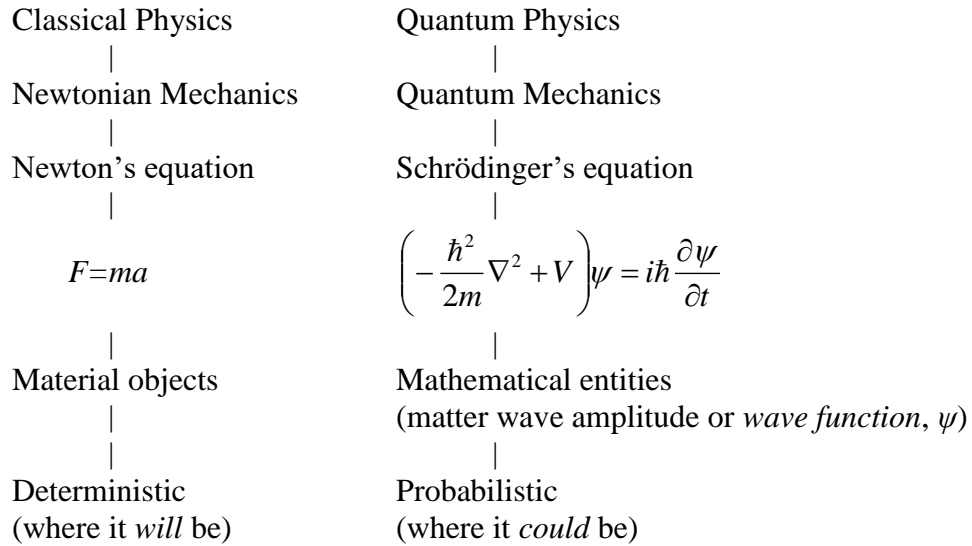 Classical Physics Quantum Physics
| |
Newtonian Mechanics Quantum Mechanics
| |
Newton's equation Schrödinger's equation
| |
F=ma (−ℏ²/2m ∇² + V)ψ = iℏ ∂ψ/∂t
| |
Material objects Mathematical entities
| (matter wave amplitude or wave function, ψ)
| |
Deterministic Probabilistic
(where it will be) (where it could be)